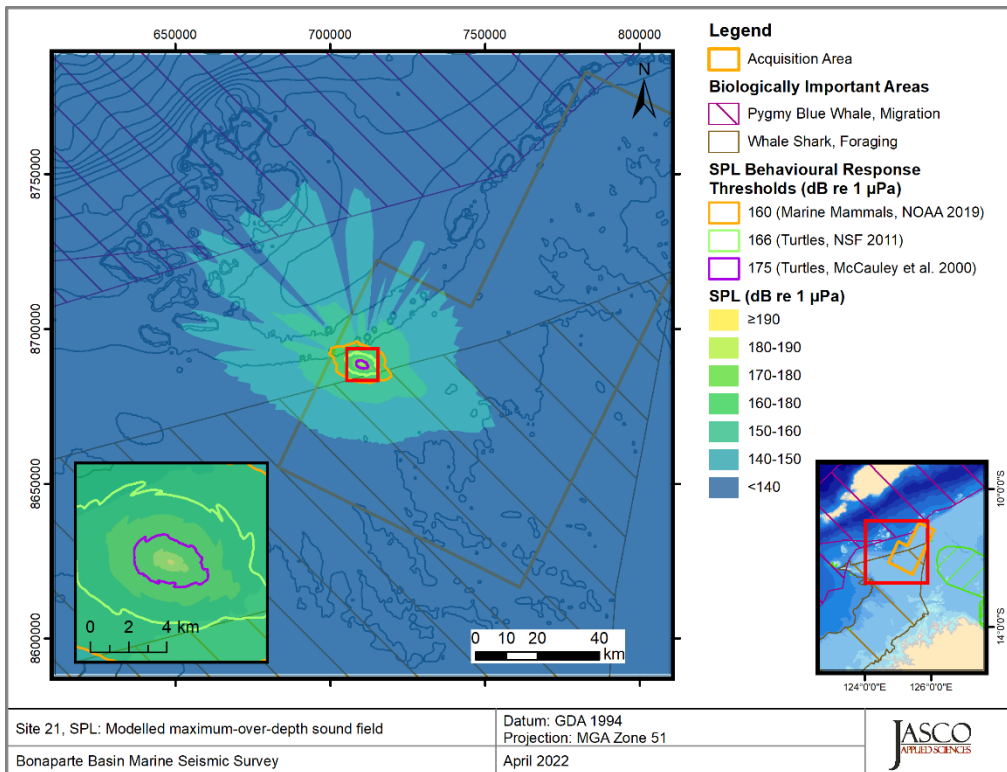 650000 700000 750000 800000
8750000
8700000
8650000
8600000
N
0 2 4 km
0 10 20 40
km
Legend
Acquisition Area
Biologically Important Areas
Pygmy Blue Whale, Migration
Whale Shark, Foraging
SPL Behavioural Response
Thresholds (dB re 1 µPa)
160 (Marine Mammals, NOAA 2019)
166 (Turtles, NSF 2011)
175 (Turtles, McCauley et al. 2000)
SPL (dB re 1 µPa)
≥190
180-190
170-180
160-180
150-160
140-150
<140
10°0'0"S
14°0'0"S
124°0'0"E 126°0'0"E
Site 21, SPL: Modelled maximum-over-depth sound field
Datum: GDA 1994
Projection: MGA Zone 51
Bonaparte Basin Marine Seismic Survey
April 2022
JASCO
APPLIED SCIENCES